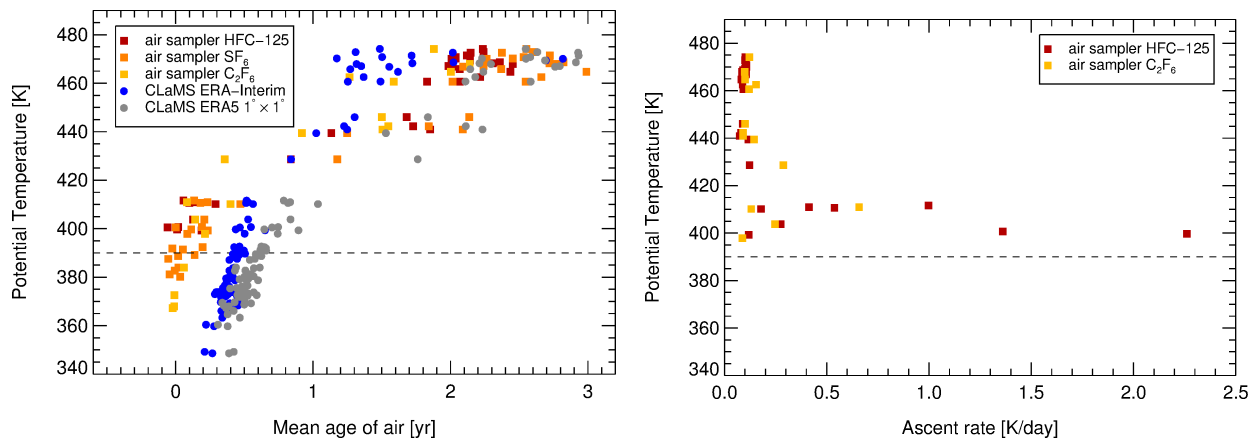 480
460
440
420
400
380
360
340
Potential Temperature [K]
air sampler HFC−125
air sampler SF6
air sampler C2F6
CLaMS ERA−Interim
CLaMS ERA5 1° × 1°
0
1
2
3
Mean age of air [yr]
480
460
440
420
400
380
360
340
Potential Temperature [K]
air sampler HFC−125
air sampler C2F6
0.0
0.5
1.0
1.5
2.0
2.5
Ascent rate [K/day]